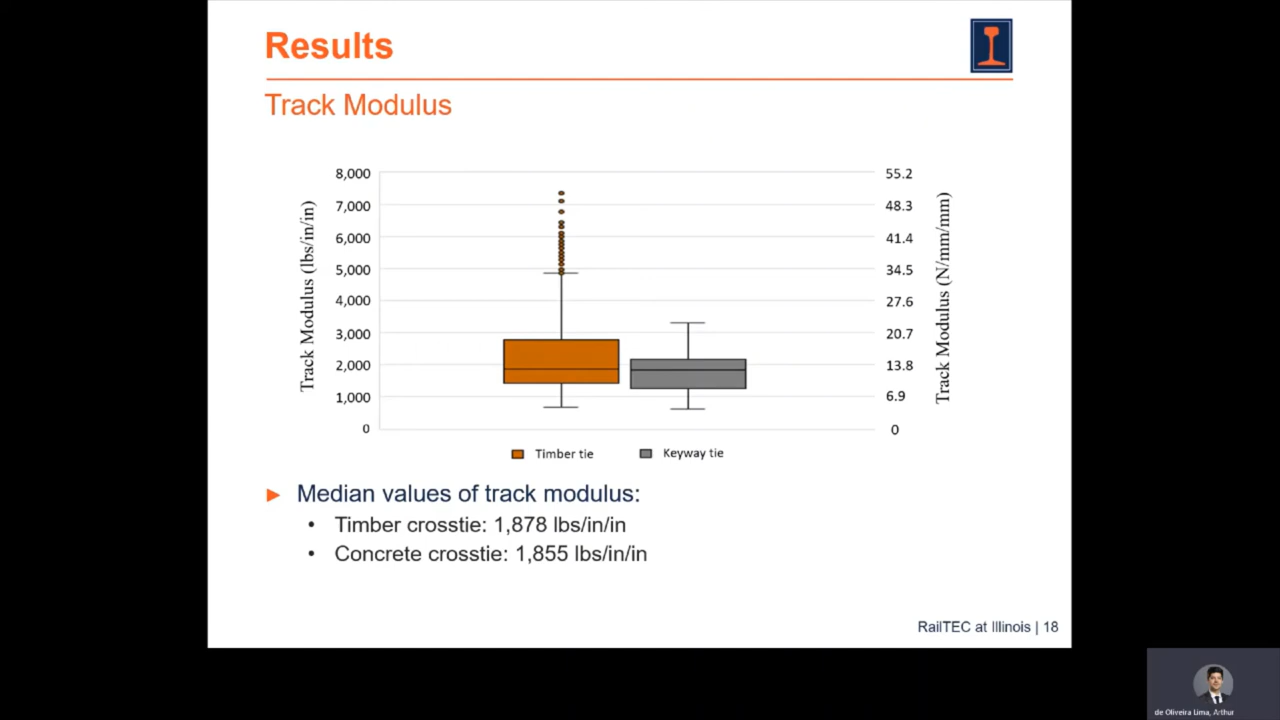 Results
Track Modulus
8,000
7,000
6,000
5,000
4,000
3,000
2,000
1,000
0
Track Modulus (lbs/in/in)
55.2
48.3
41.4
34.5
27.6
20.7
13.8
6.9
0
Track Modulus (N/mm/mm)
Timber tie
Keyway tie
► Median values of track modulus:
• Timber crosstie: 1,878 lbs/in/in
• Concrete crosstie: 1,855 lbs/in/in
RailTEC at Illinois | 18
de Oliveira Lima, Arthur